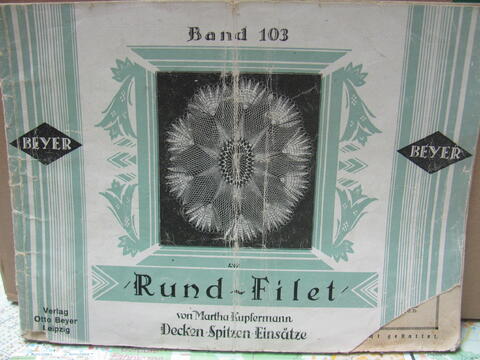 Band 103
BEYER
BEYER
Rund-Filet
von Martha Kupfermann
Decken-Spitzen-Einsätze
Verlag
Otto Beyer
Leipzig